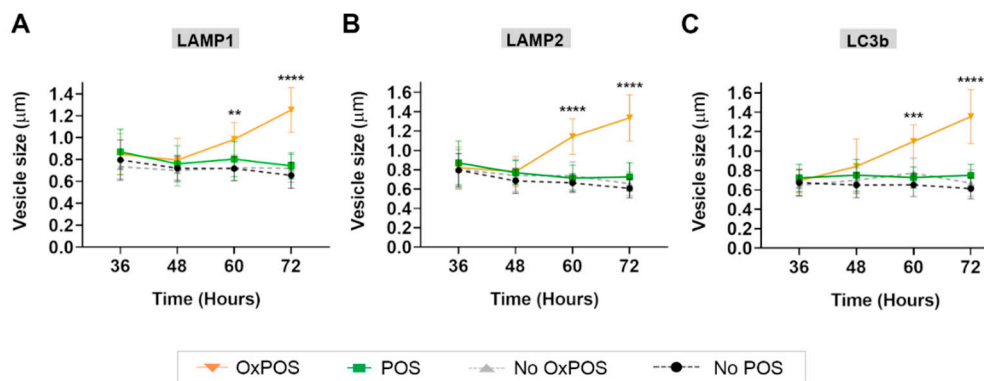 A
LAMP1
Vesicle size (μm)
1.4
1.2
1.0
0.8
0.6
0.4
0.2
0.0
**
****
36 48 60 72
Time (Hours)
B
LAMP2
Vesicle size (μm)
1.6
1.4
1.2
1.0
0.8
0.6
0.4
0.2
0.0
****
****
36 48 60 72
Time (Hours)
C
LC3b
Vesicle size (μm)
1.6
1.4
1.2
1.0
0.8
0.6
0.4
0.2
0.0
***
****
36 48 60 72
Time (Hours)
OxPOS POS No OxPOS No POS